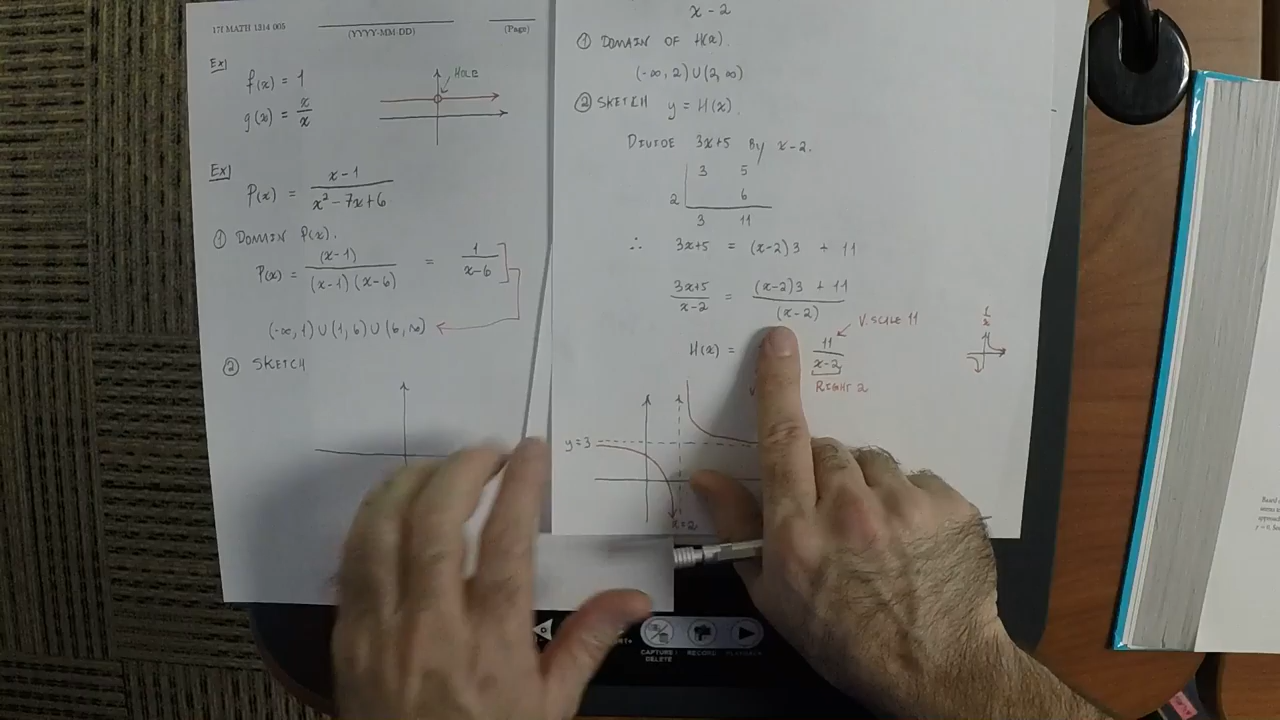 17f MATH 1314 005
(YYYY-MM-DD)
(Page)
Ex
f(x) = 1
g(x) = x/x
HOLE
Ex
P(x) = x-1 / x²-7x+6
① DOMAIN P(x).
P(x) = (x-1) / (x-1)(x-6) = 1 / x-6
(-∞, 1) ∪ (1, 6) ∪ (6, ∞)
② SKETCH
x-2
① DOMAIN OF H(x).
(-∞, 2) ∪ (2, ∞)
② SKETCH y = H(x).
DIVIDE 3x+5 By x-2.
3 5
2 6
3 11
∴ 3x+5 = (x-2)3 + 11
3x+5 / x-2 = (x-2)3 + 11 / (x-2)
V. SCALE 11
H(x) = 11 / x-2
RIGHT 2
1/x
y=3
x=2
CAPTURE / DELETE
RECORD
PLAYBACK